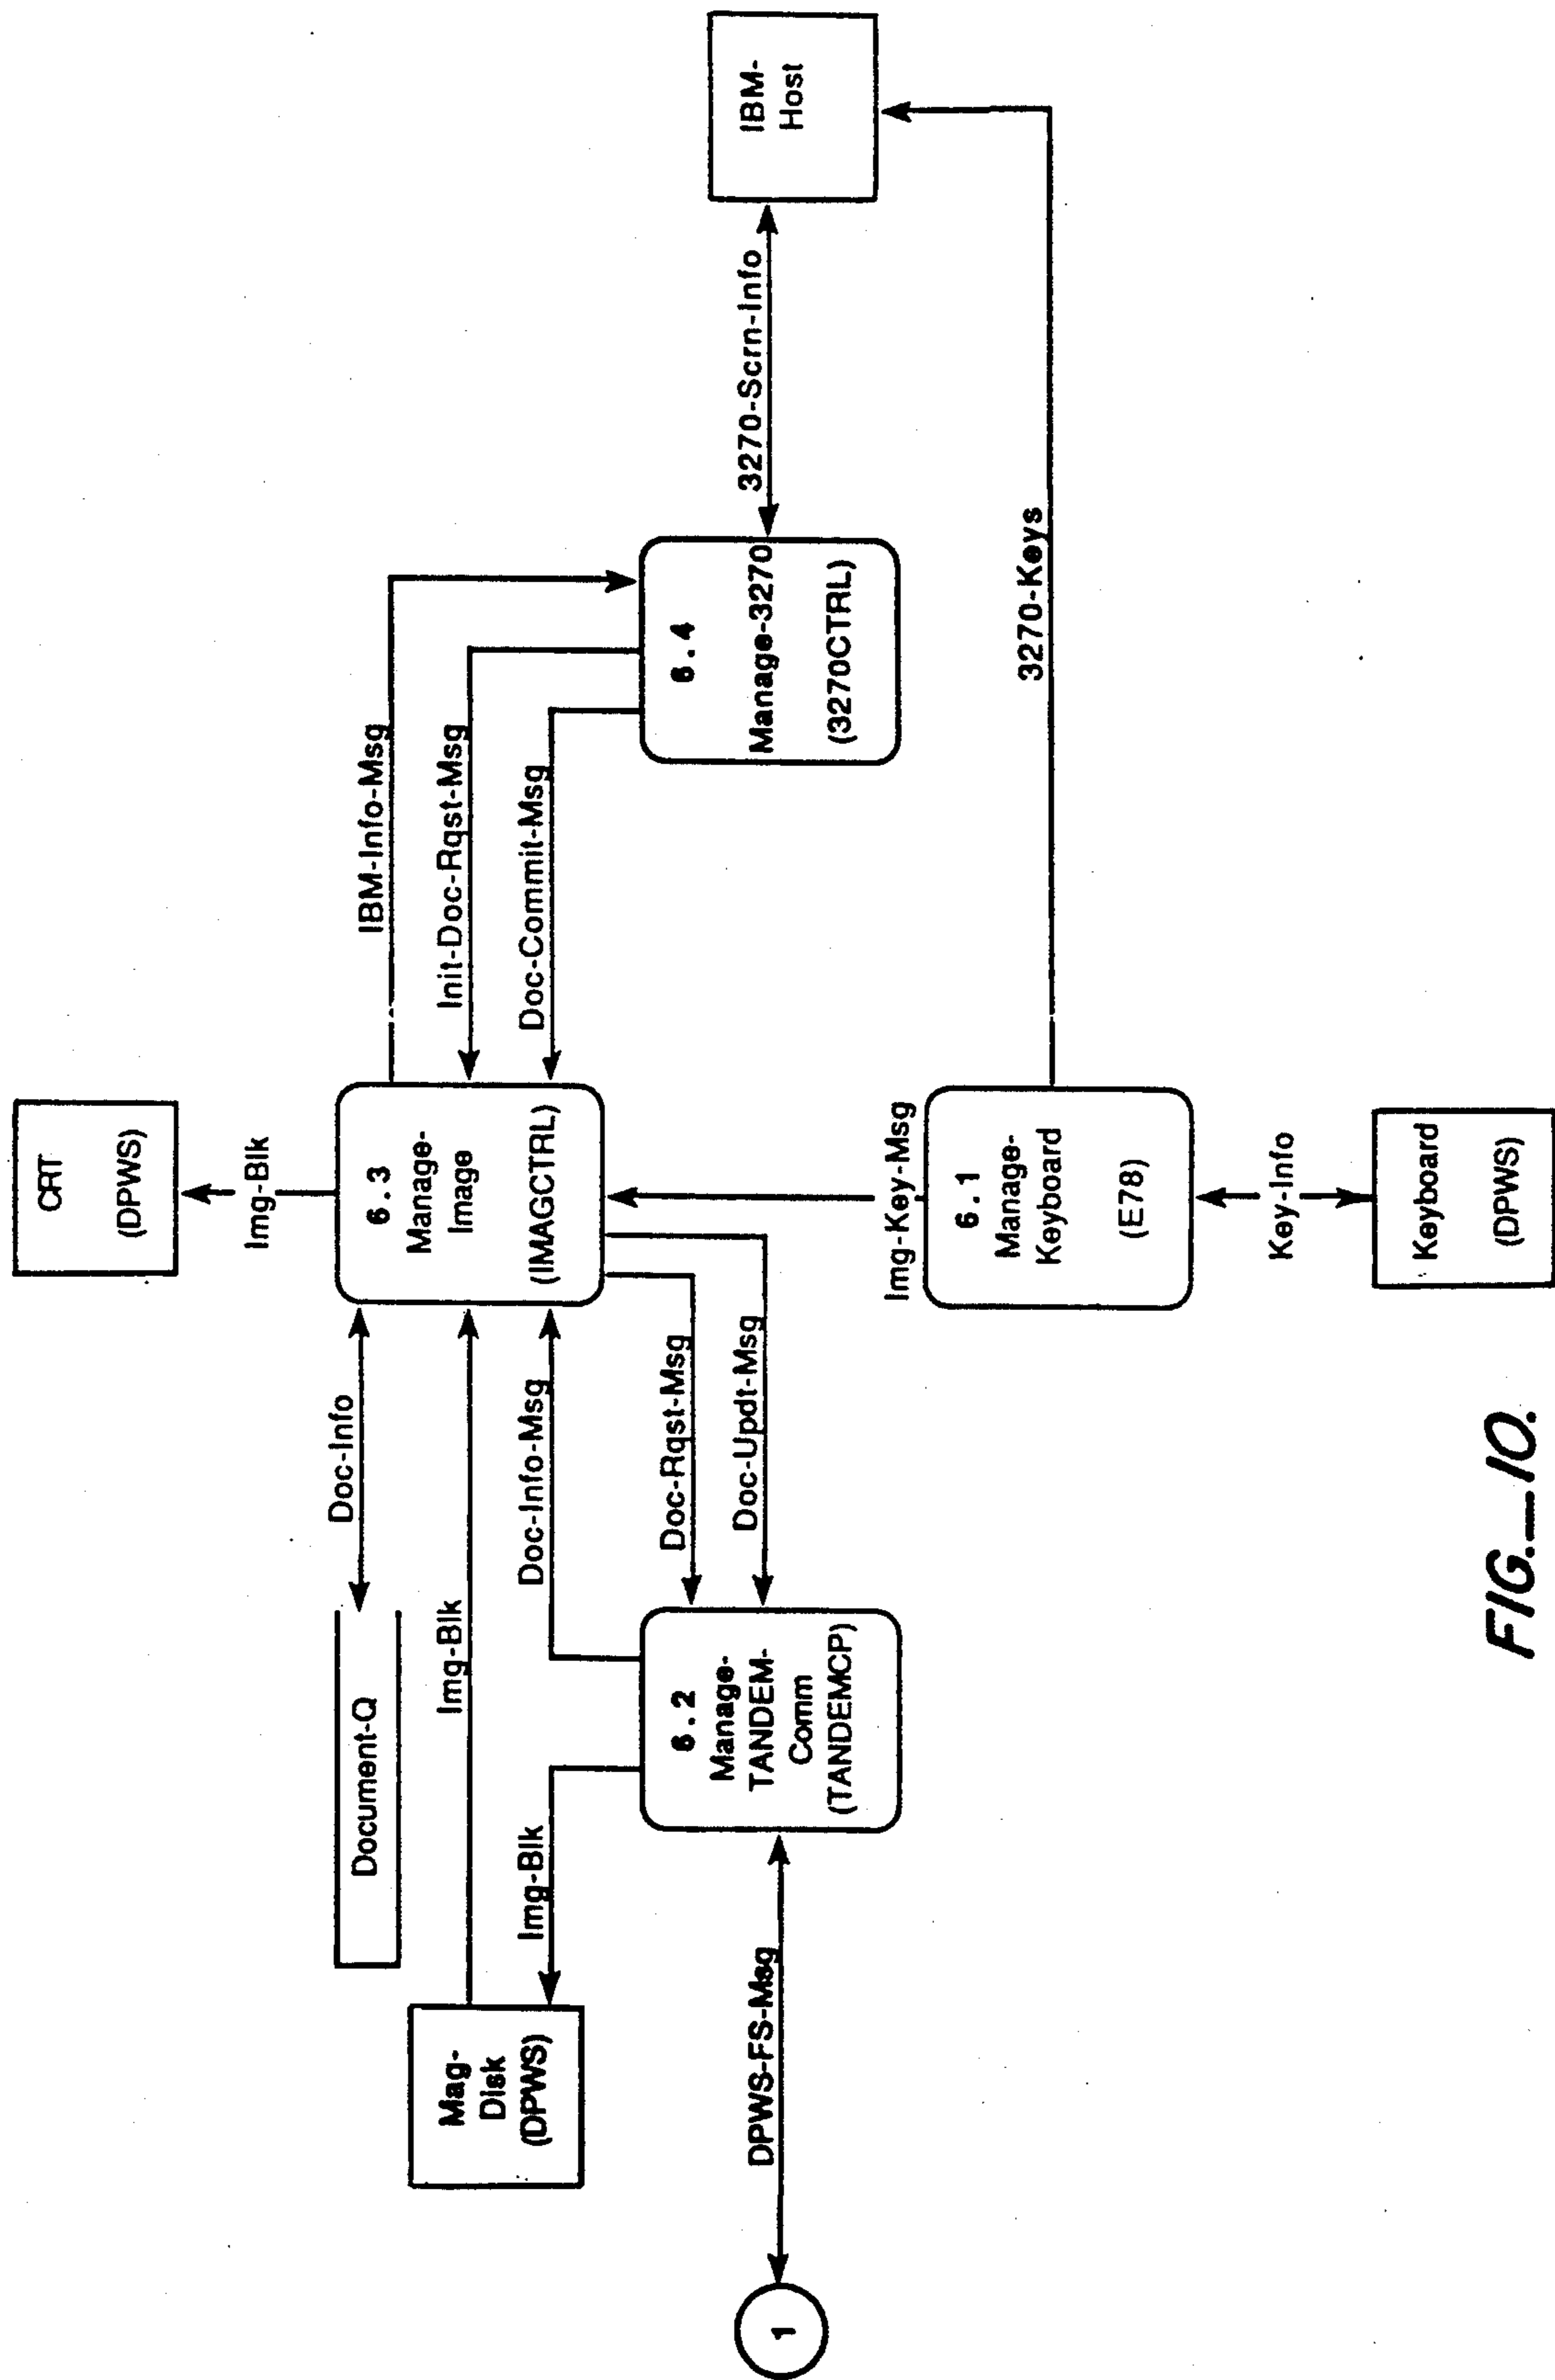 CRT
(DPWS)
Img-Blk
Document-Q
Doc-Info
6.3
Manage-
Image
(IMAGCTRL)
IBM-Info-Msg
Mag-
Disk
(DPWS)
Img-Blk
Init-Doc-Rqst-Msg
Img-Blk
Doc-Info-Msg
Doc-Commit-Msg
6.2
Manage-
TANDEM-
Comm
(TANDEMCP)
Doc-Rqst-Msg
Doc-Updt-Msg
6.4
Manage-3270
(3270CTRL)
1
DPWS-FS-Msg
3270-Scrn-Info
IBM-
Host
Img-Key-Msg
6.1
Manage-
Keyboard
(E78)
3270-Keys
Key-Info
Keyboard
(DPWS)
FIG.__10.